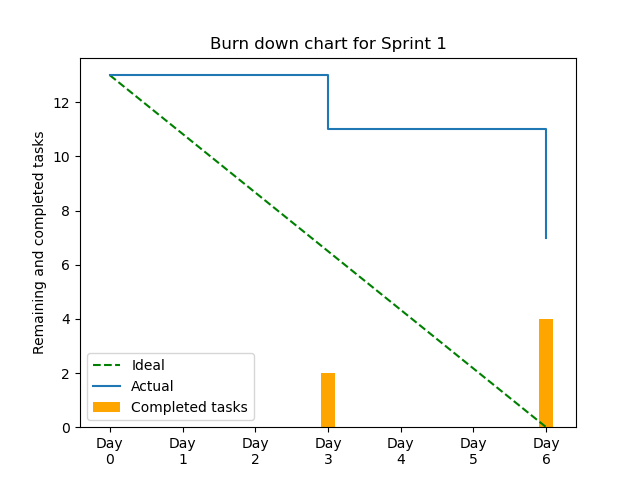 Burn down chart for Sprint 1
Remaining and completed tasks
12
10
8
6
4
2
0
Ideal
Actual
Completed tasks
Day
0
Day
1
Day
2
Day
3
Day
4
Day
5
Day
6